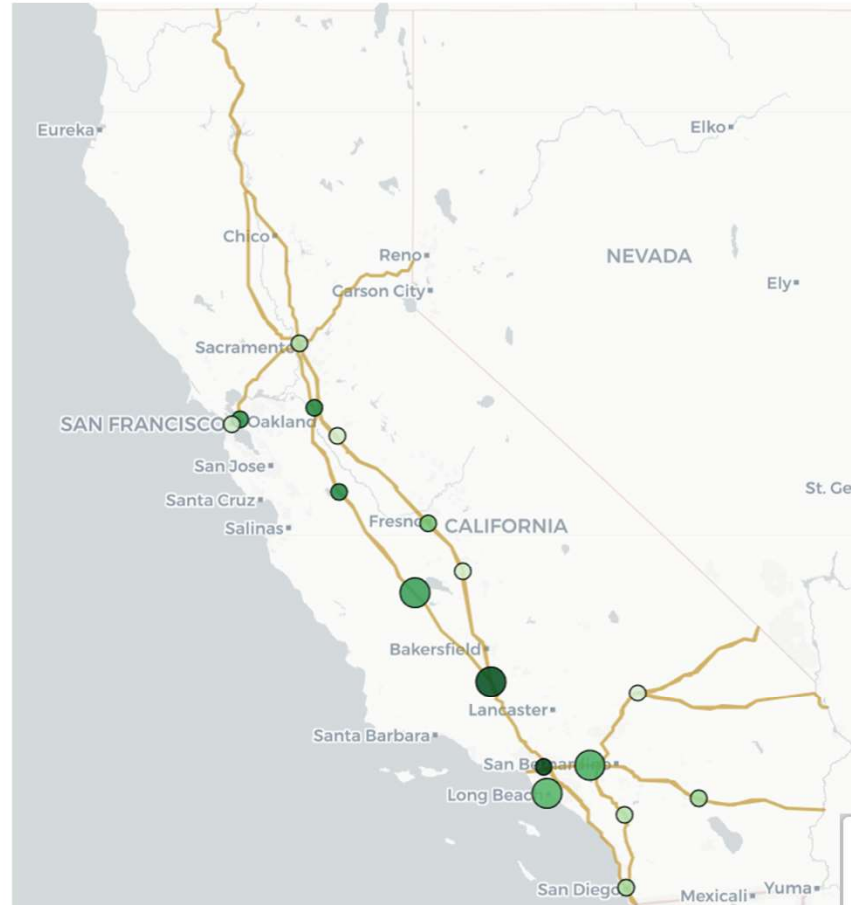 Eureka
Elko
Chico
Reno
NEVADA
Carson City
Ely
Sacramento
SAN FRANCISCO
Oakland
San Jose
St. Ge
Santa Cruz
Salinas
Fresno
CALIFORNIA
Bakersfield
Lancaster
Santa Barbara
San Bernardino
Long Beach
San Diego
Mexicali
Yuma